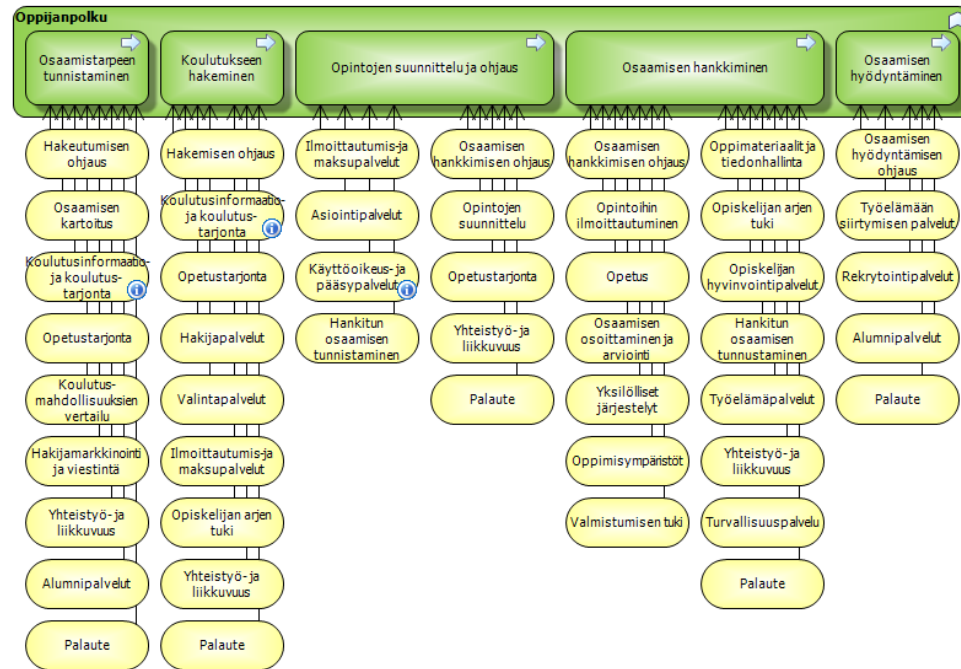 Oppijanpolku
Osaamistarpeen
tunnistaminen
Koulutukseen
hakeminen
Opintojen suunnittelu ja ohjaus
Osaamisen hankkiminen
Osaamisen
hyödyntäminen
Hakeutumisen
ohjaus
Osaamisen
kartoitus
Koulutusinformaatio-
ja koulutus-
tarjonta
Opetustarjonta
Koulutus-
mahdollisuuksien
vertailu
Hakijamarkkinointi
ja viestintä
Yhteistyö- ja
liikkuvuus
Alumnipalvelut
Palaute
Hakemisen ohjaus
Koulutusinformaatio-
ja koulutus-
tarjonta
Opetustarjonta
Hakijapalvelut
Valintapalvelut
Ilmoittautumis-ja
maksupalvelut
Opiskelijan arjen
tuki
Yhteistyö- ja
liikkuvuus
Palaute
Ilmoittautumis-ja
maksupalvelut
Asiointipalvelut
Käyttöoikeus- ja
pääsypalvelut
Hankitun
osaamisen
tunnistaminen
Osaamisen
hankkimisen ohjaus
Opintojen
suunnittelu
Opetustarjonta
Yhteistyö- ja
liikkuvuus
Palaute
Osaamisen
hankkimisen ohjaus
Opintoihin
ilmoittautuminen
Opetus
Osaamisen
osoittaminen ja
arviointi
Yksilölliset
järjestelyt
Oppimisympäristöt
Valmistumisen tuki
Oppimateriaalit ja
tiedonhallinta
Opiskelijan arjen
tuki
Opiskelijan
hyvinvointipalvelut
Hankitun
osaamisen
tunnustaminen
Työelämäpalvelut
Yhteistyö- ja
liikkuvuus
Turvallisuuspalvelu
Palaute
Osaamisen
hyödyntämisen
ohjaus
Työelämään
siirtymisen palvelut
Rekrytointipalvelut
Alumnipalvelut
Palaute